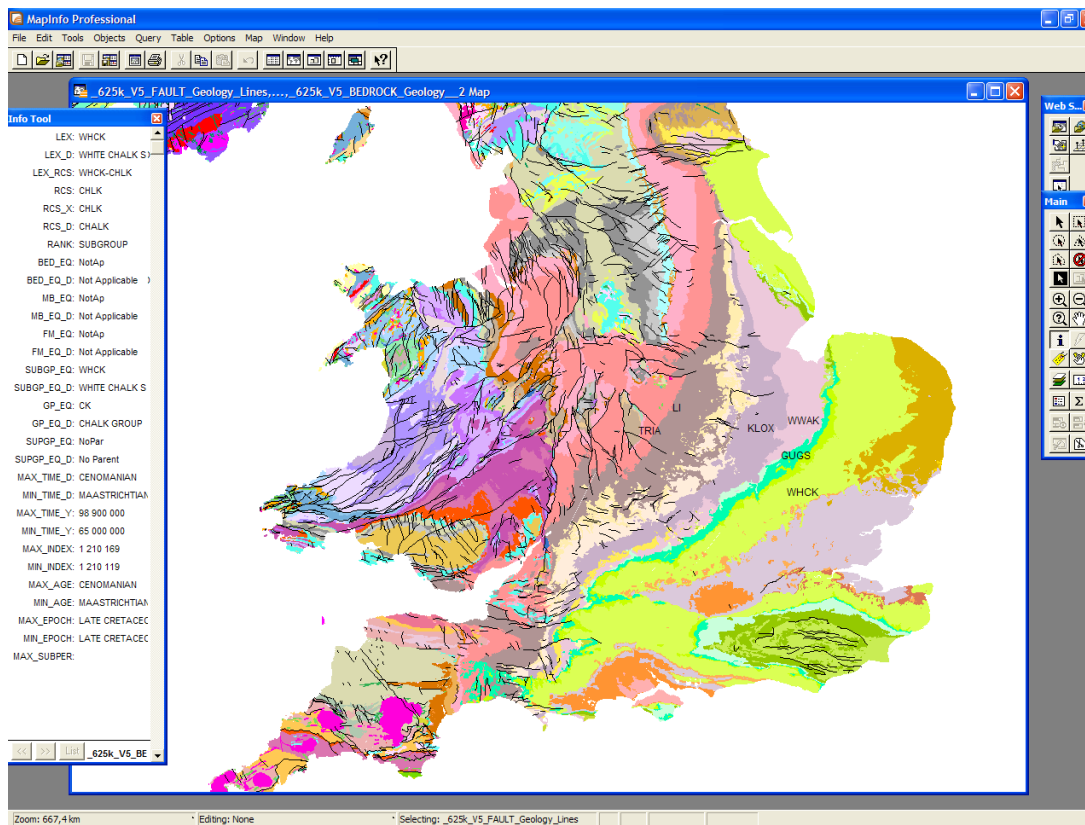 MapInfo Professional
File Edit Tools Objects Query Table Options Map Window Help
_625k_V5_FAULT_Geology_Lines,...,_625k_V5_BEDROCK_Geology__2 Map
Info Tool
LEX: WHCK
LEX_D: WHITE CHALK S
LEX_RCS: WHCK-CHLK
RCS: CHLK
RCS_X: CHLK
RCS_D: CHALK
RANK: SUBGROUP
BED_EQ: NotAp
BED_EQ_D: Not Applicable
MB_EQ: NotAp
MB_EQ_D: Not Applicable
FM_EQ: NotAp
FM_EQ_D: Not Applicable
SUBGP_EQ: WHCK
SUBGP_EQ_D: WHITE CHALK S
GP_EQ: CK
GP_EQ_D: CHALK GROUP
SUPGP_EQ: NoPar
SUPGP_EQ_D: No Parent
MAX_TIME_D: CENOMANIAN
MIN_TIME_D: MAASTRICHTIAN
MAX_TIME_Y: 98 900 000
MIN_TIME_Y: 65 000 000
MAX_INDEX: 1 210 169
MIN_INDEX: 1 210 119
MAX_AGE: CENOMANIAN
MIN_AGE: MAASTRICHTIAN
MAX_EPOCH: LATE CRETACEC
MIN_EPOCH: LATE CRETACEC
MAX_SUBPER:
<< >> List _625k_V5_BE
LI
TRIA
KLOX
WWAK
GUGS
WHCK
Web S...
Main
Zoom: 667,4 km
Editing: None
Selecting: _625k_V5_FAULT_Geology_Lines